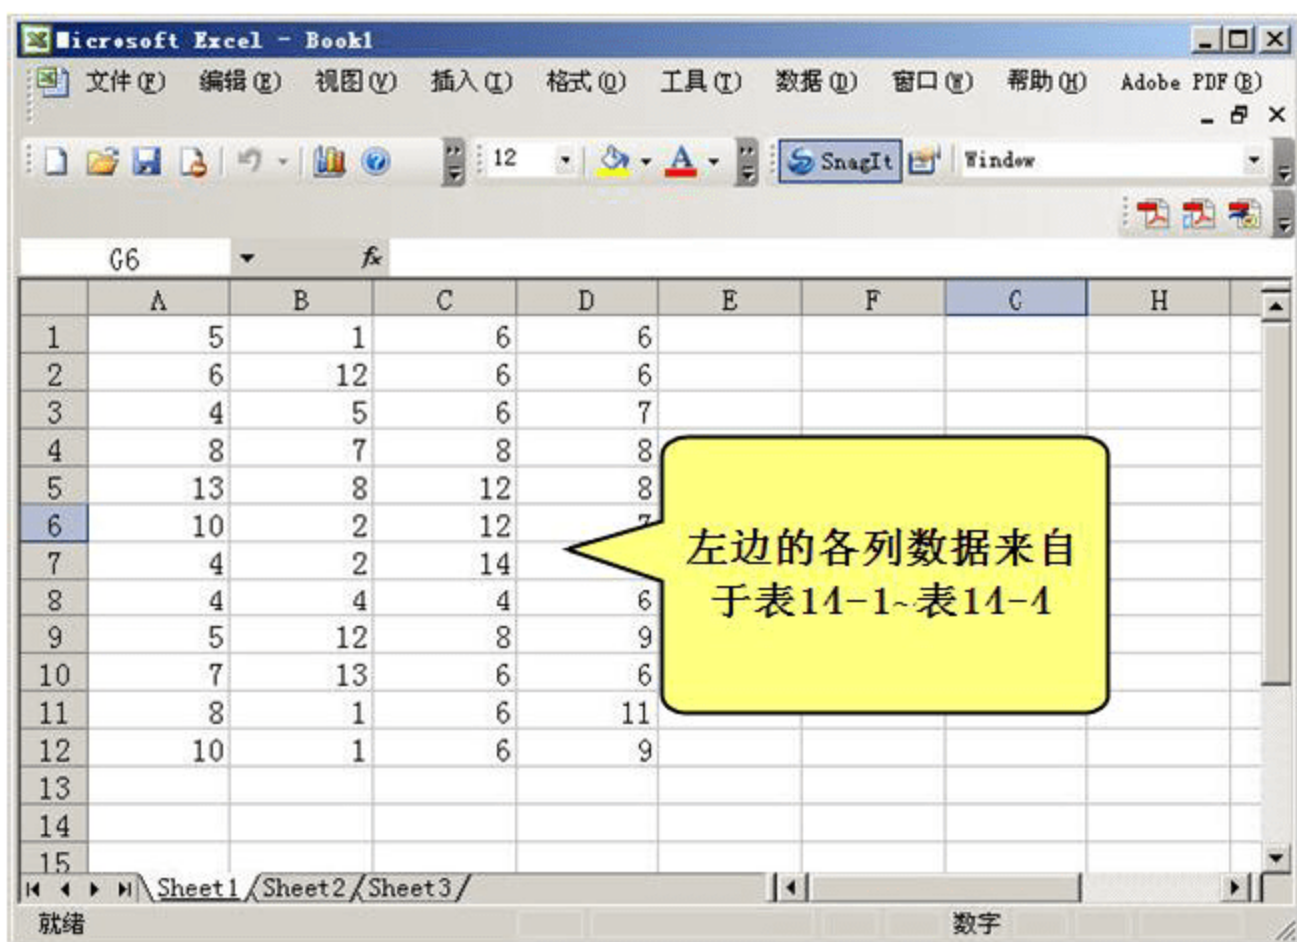 Microsoft Excel - Book1
文件(F) 编辑(E) 视图(V) 插入(I) 格式(O) 工具(T) 数据(D) 窗口(W) 帮助(H) Adobe PDF(B)
12 A SnagIt Window
G6 fx
A B C D E F G H
1 5 1 6 6
2 6 12 6 6
3 4 5 6 7
4 8 7 8 8
5 13 8 12 8
6 10 2 12
7 4 2 14
8 4 4 4 6
9 5 12 8 9
10 7 13 6 6
11 8 1 6 11
12 10 1 6 9
13
14
15
左边的各列数据来自
于表14-1~表14-4
Sheet1 Sheet2 Sheet3
就绪 数字